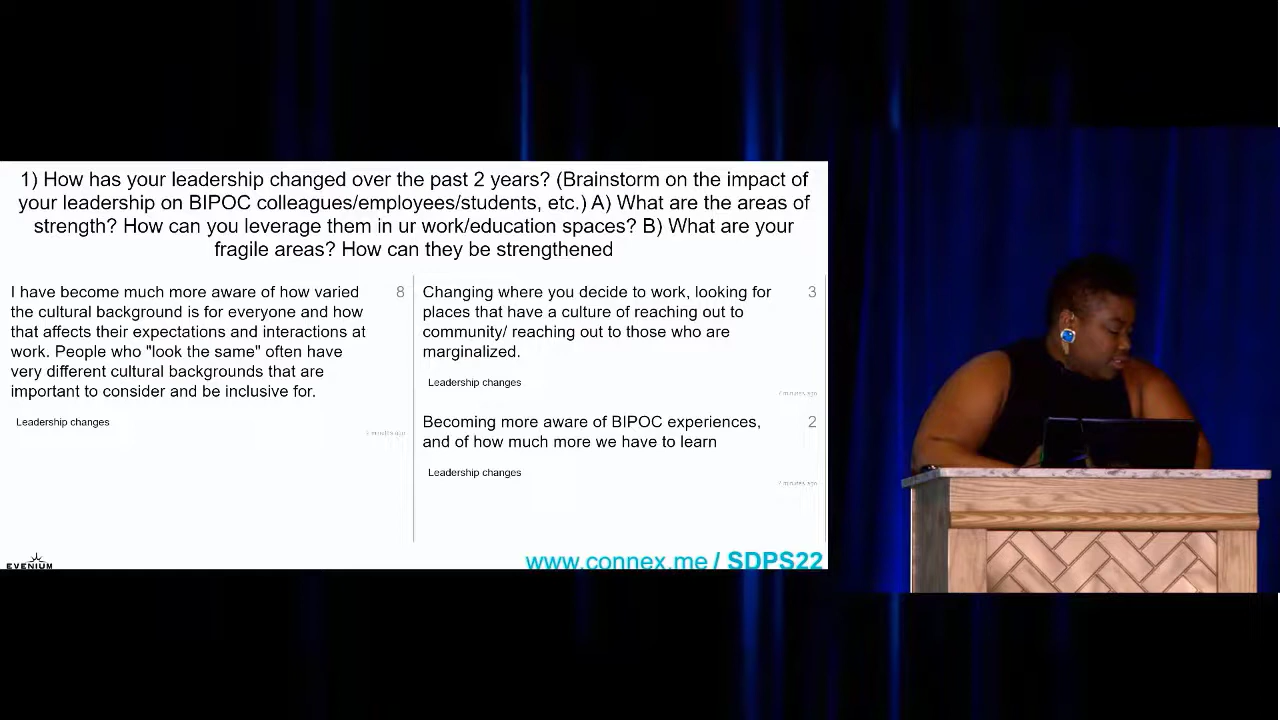 1) How has your leadership changed over the past 2 years? (Brainstorm on the impact of
your leadership on BIPOC colleagues/employees/students, etc.) A) What are the areas of
strength? How can you leverage them in ur work/education spaces? B) What are your
fragile areas? How can they be strengthened
I have become much more aware of how varied
the cultural background is for everyone and how
that affects their expectations and interactions at
work. People who "look the same" often have
very different cultural backgrounds that are
important to consider and be inclusive for.
8
Leadership changes
Changing where you decide to work, looking for
places that have a culture of reaching out to
community/ reaching out to those who are
marginalized.
3
Leadership changes
Becoming more aware of BIPOC experiences,
and of how much more we have to learn
2
Leadership changes
minutes ago
EVENIUM
www.connex.me / SDPS22